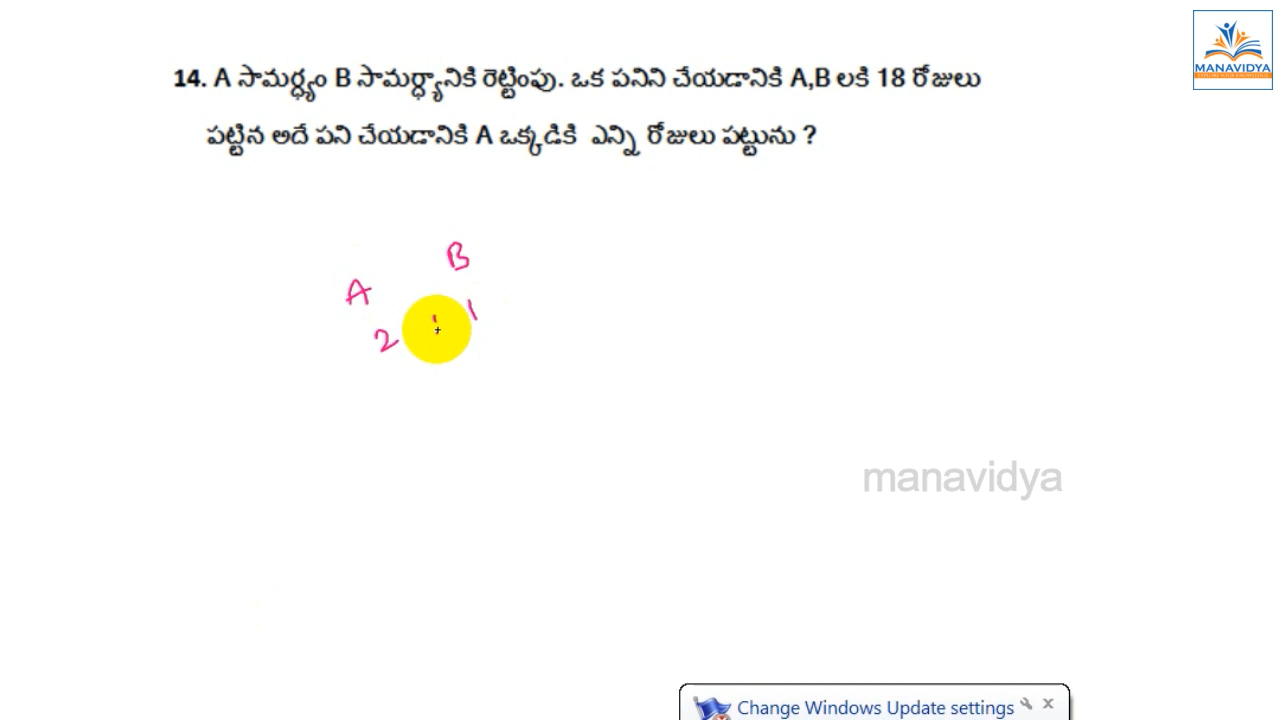 14. A సామర్ధ్యం B సామర్ధ్యానికి రెట్టింపు. ఒక పనిని చేయడానికి A,B లకి 18 రోజులు
పట్టిన అదే పని చేయడానికి A ఒక్కడికి ఎన్ని రోజులు పట్టును ?
B
A
1
2
manavidya
MANAVIDYA
Change Windows Update settings